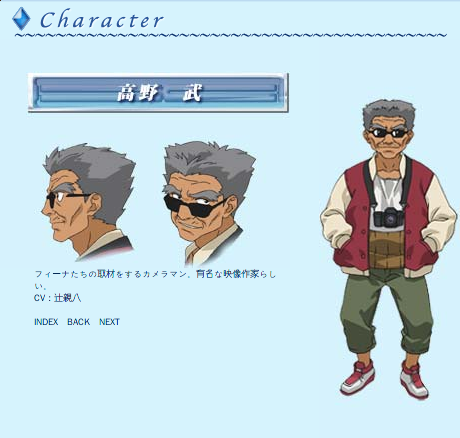 Character
高野 武
フィーナたちの取材をするカメラマン、有名な映像作家らし
い。
CV：辻親八
INDEX BACK NEXT